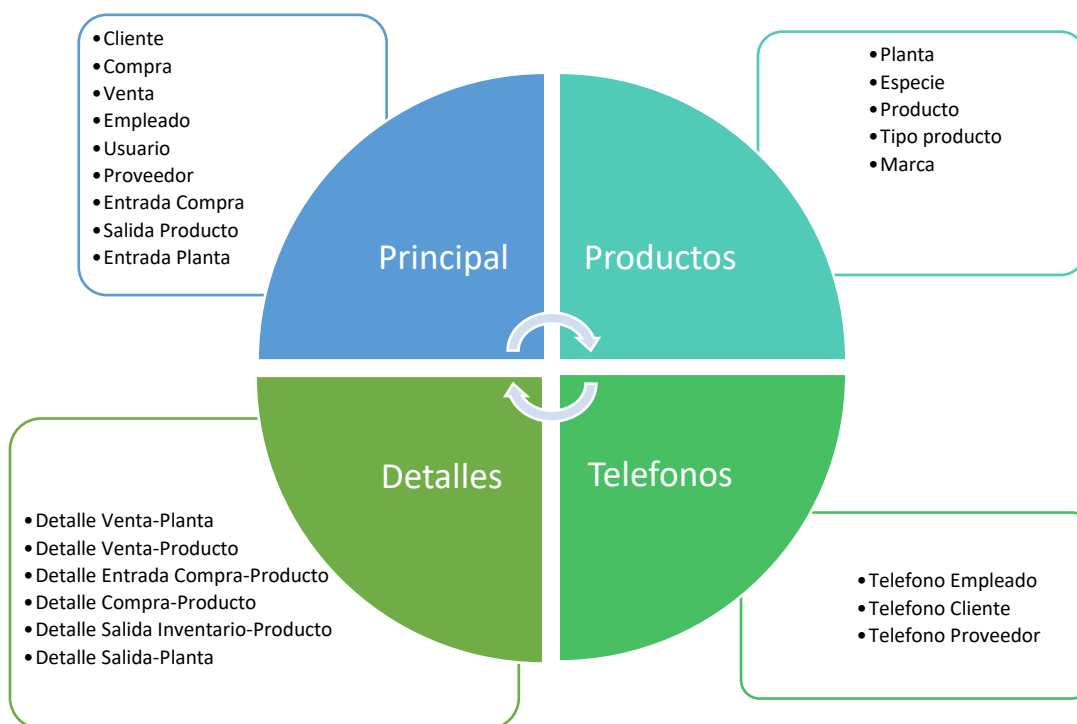 •Cliente
•Compra
•Venta
•Empleado
•Usuario
•Proveedor
•Entrada Compra
•Salida Producto
•Entrada Planta
Principal
•Planta
•Especie
•Producto
•Tipo producto
•Marca
Productos
Detalles
•Detalle Venta-Planta
•Detalle Venta-Producto
•Detalle Entrada Compra-Producto
•Detalle Compra-Producto
•Detalle Salida Inventario-Producto
•Detalle Salida-Planta
Telefonos
•Telefono Empleado
•Telefono Cliente
•Telefono Proveedor